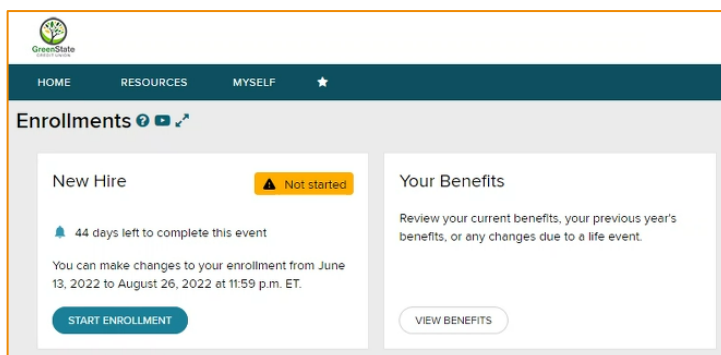 GreenState
CREDIT UNION
HOME RESOURCES MYSELF
Enrollments
New Hire
Not started
44 days left to complete this event
You can make changes to your enrollment from June
13, 2022 to August 26, 2022 at 11:59 p.m. ET.
START ENROLLMENT
Your Benefits
Review your current benefits, your previous year's
benefits, or any changes due to a life event.
VIEW BENEFITS